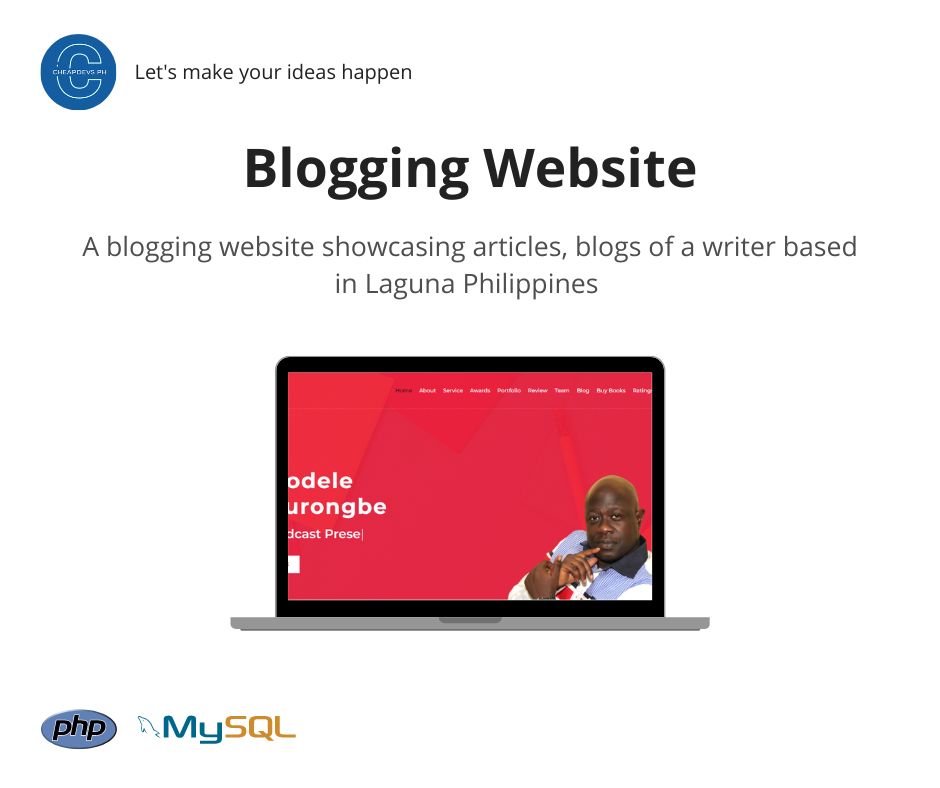 CHEAPDEVS PH
Let's make your ideas happen
Blogging Website
A blogging website showcasing articles, blogs of a writer based
in Laguna Philippines
Home About Service Awards Portfolio Review Team Blog Buy Books Ratings
odele
urongbe
dcast Prese|
php
MySQL